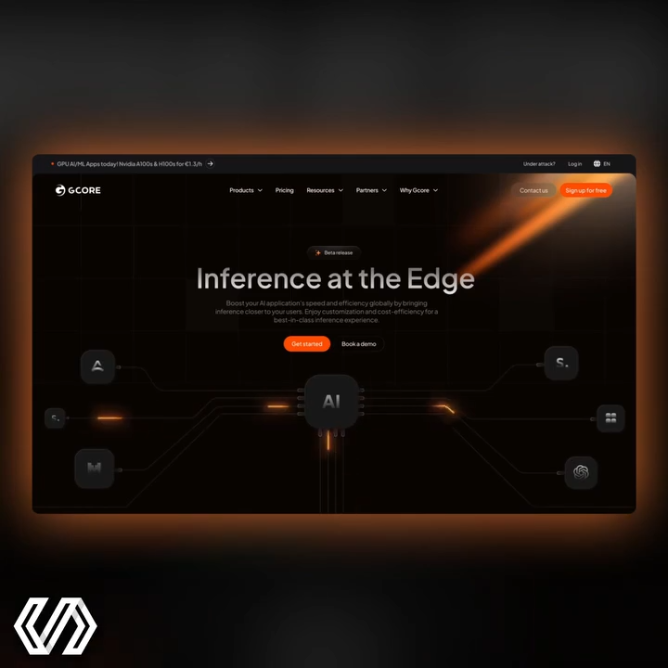 GPU AI/ML Apps today! Nvidia A100s & H100s for €1.3/h
Under attack?
Log in
EN
GCORE
Products
Pricing
Resources
Partners
Why Gcore
Contact us
Sign up for free
Beta release
Inference at the Edge
Boost your AI application's speed and efficiency globally by bringing
inference closer to your users. Enjoy customization and cost-efficiency for a
best-in-class inference experience.
Get started
Book a demo
A
S.
AI
S.
M